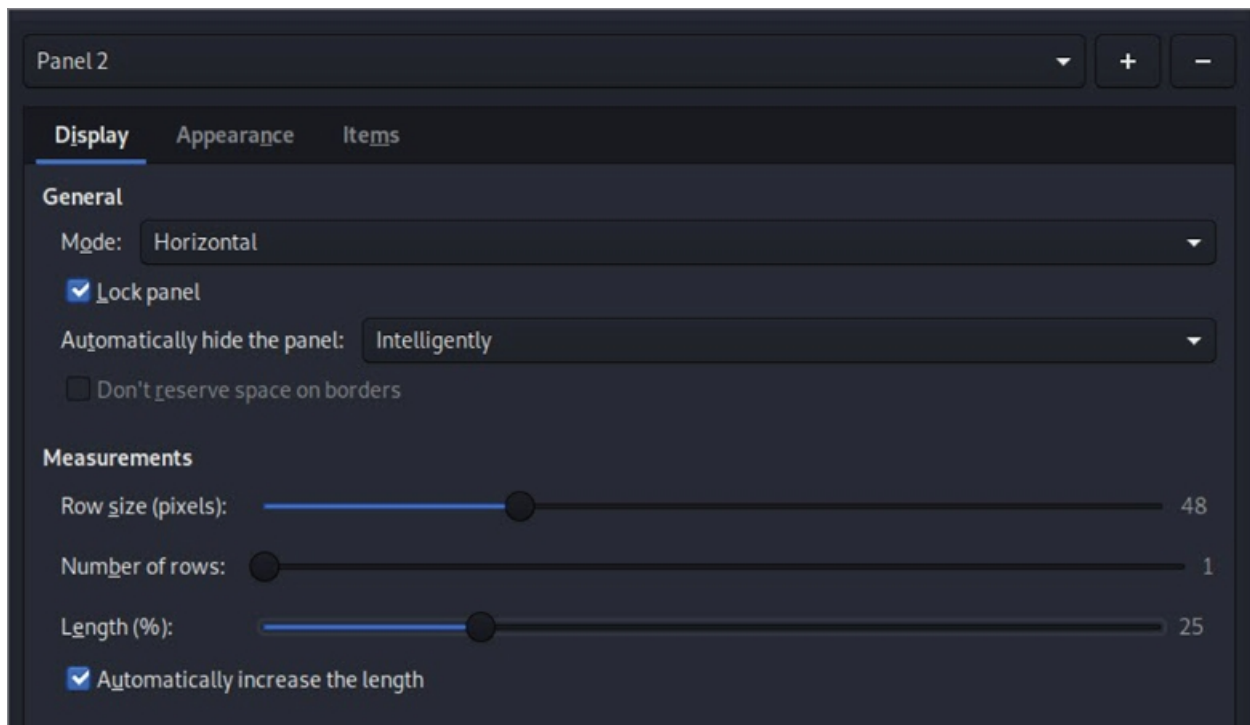 Panel 2 + −
Display Appearance Items
General
Mode: Horizontal
Lock panel
Automatically hide the panel: Intelligently
Don't reserve space on borders
Measurements
Row size (pixels): 48
Number of rows: 1
Length (%): 25
Automatically increase the length